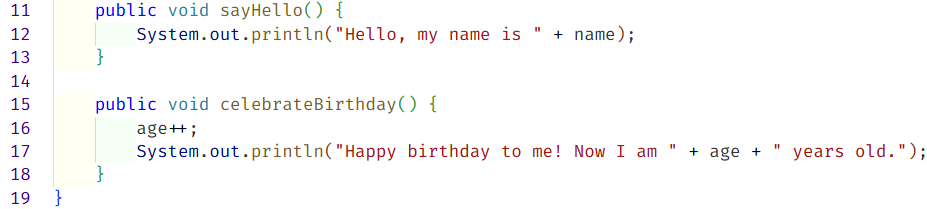 11    public void sayHello() {
12        System.out.println("Hello, my name is " + name);
13    }
14
15    public void celebrateBirthday() {
16        age++;
17        System.out.println("Happy birthday to me! Now I am " + age + " years old.");
18    }
19 }